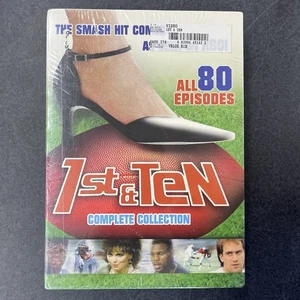 THE SMASH HIT CO
ALL 80
EPISODES
1st & TeN
COMPLETE COLLECTION